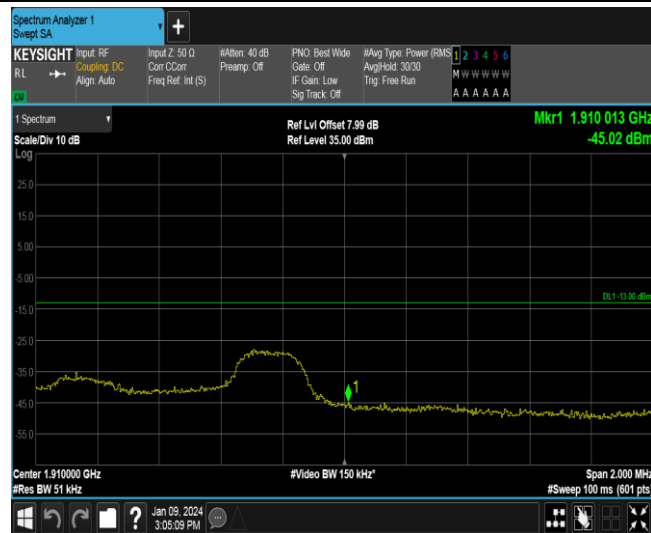 Spectrum Analyzer 1
Swept SA
+
KEYSIGHT
RL
LV
Input: RF
Coupling: DC
Align: Auto
Input Z: 50 Ω
Corr CCorr
Freq Ref: Int (S)
#Atten: 40 dB
Preamp: Off
PNO: Best Wide
Gate: Off
IF Gain: Low
Sig Track: Off
#Avg Type: Power (RMS
Avg|Hold: 30/30
Trig: Free Run
1 2 3 4 5 6
M W W W W W
A A A A A A
1 Spectrum
Scale/Div 10 dB
Log
Ref Lvl Offset 7.99 dB
Ref Level 35.00 dBm
Mkr1 1.910 013 GHz
-45.02 dBm
25.0
15.0
5.00
-5.00
DL1 -13.00 dBm
-15.0
-25.0
-35.0
1
-45.0
-55.0
Center 1.910000 GHz
#Res BW 51 kHz
#Video BW 150 kHz*
Span 2.000 MHz
#Sweep 100 ms (601 pts)
?
Jan 09, 2024
3:05:09 PM